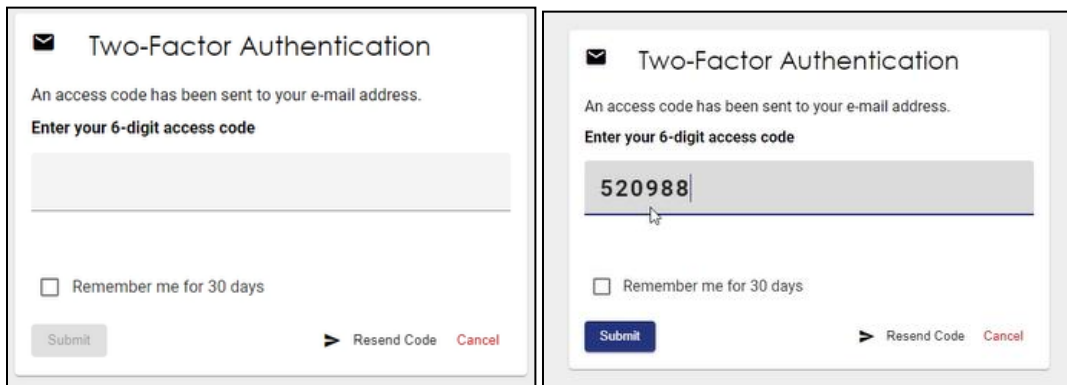 Two-Factor Authentication
An access code has been sent to your e-mail address.
Enter your 6-digit access code
Remember me for 30 days
Submit
Resend Code
Cancel
Two-Factor Authentication
An access code has been sent to your e-mail address.
Enter your 6-digit access code
520988
Remember me for 30 days
Submit
Resend Code
Cancel